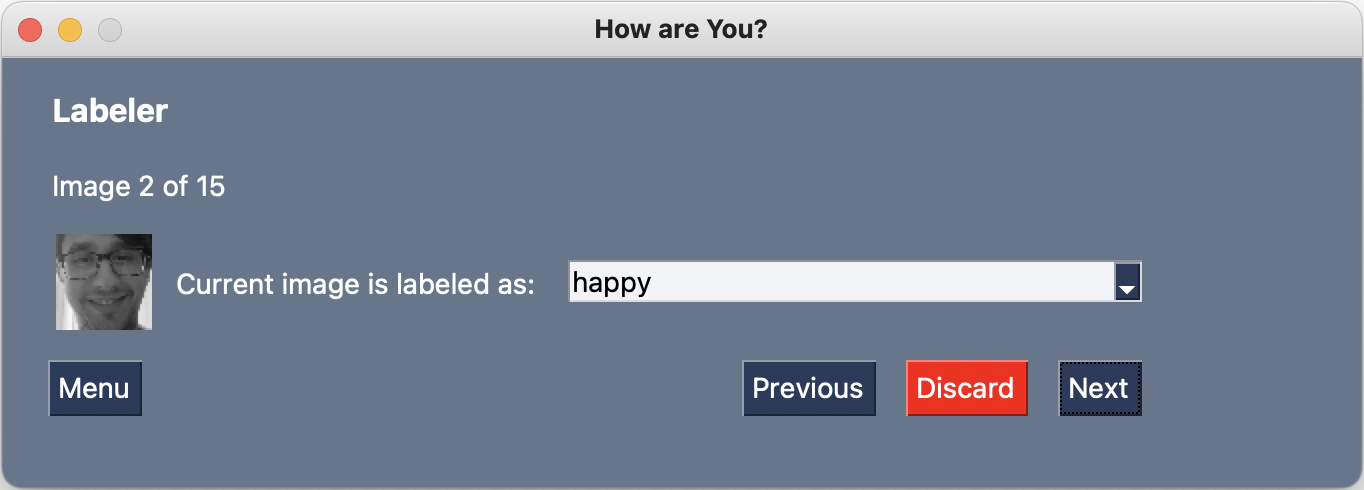 How are You?
Labeler
Image 2 of 15
Current image is labeled as: happy
Menu Previous Discard Next